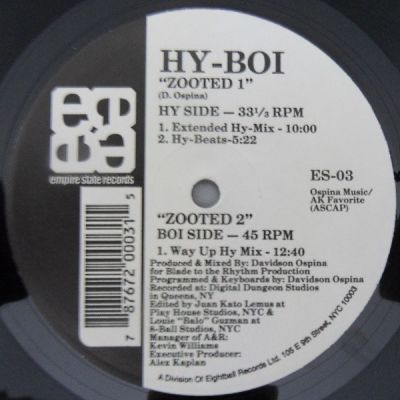 HY-BOI
"ZOOTED 1"
(D. Ospina)
HY SIDE — 33⅓ RPM
1. Extended Hy-Mix - 10:00
2. Hy-Beats-5:22
eeee
empire state records
ES-03
Ospina Music/
AK Favorite
(ASCAP)
"ZOOTED 2"
BOI SIDE — 45 RPM
1. Way Up Hy Mix - 12:40
Produced & Mixed By: Davidson Ospina
for Blade to the Rhythm Production
Programmed & Keyboards by: Davidson Ospina
Recorded at: Digital Dungeon Studios
in Queens, NY
Edited by Juan Kato Lemus at
Play House Studios, NYC &
Louie "Balo" Guzman at
8-Ball Studios, NYC
Manager of A&R:
Kevin Williams
Executive Producer:
Alex Kaplan
7 87672 00031 5
A Division Of Eightball Records Ltd. 105 E 9th Street, NYC 10003